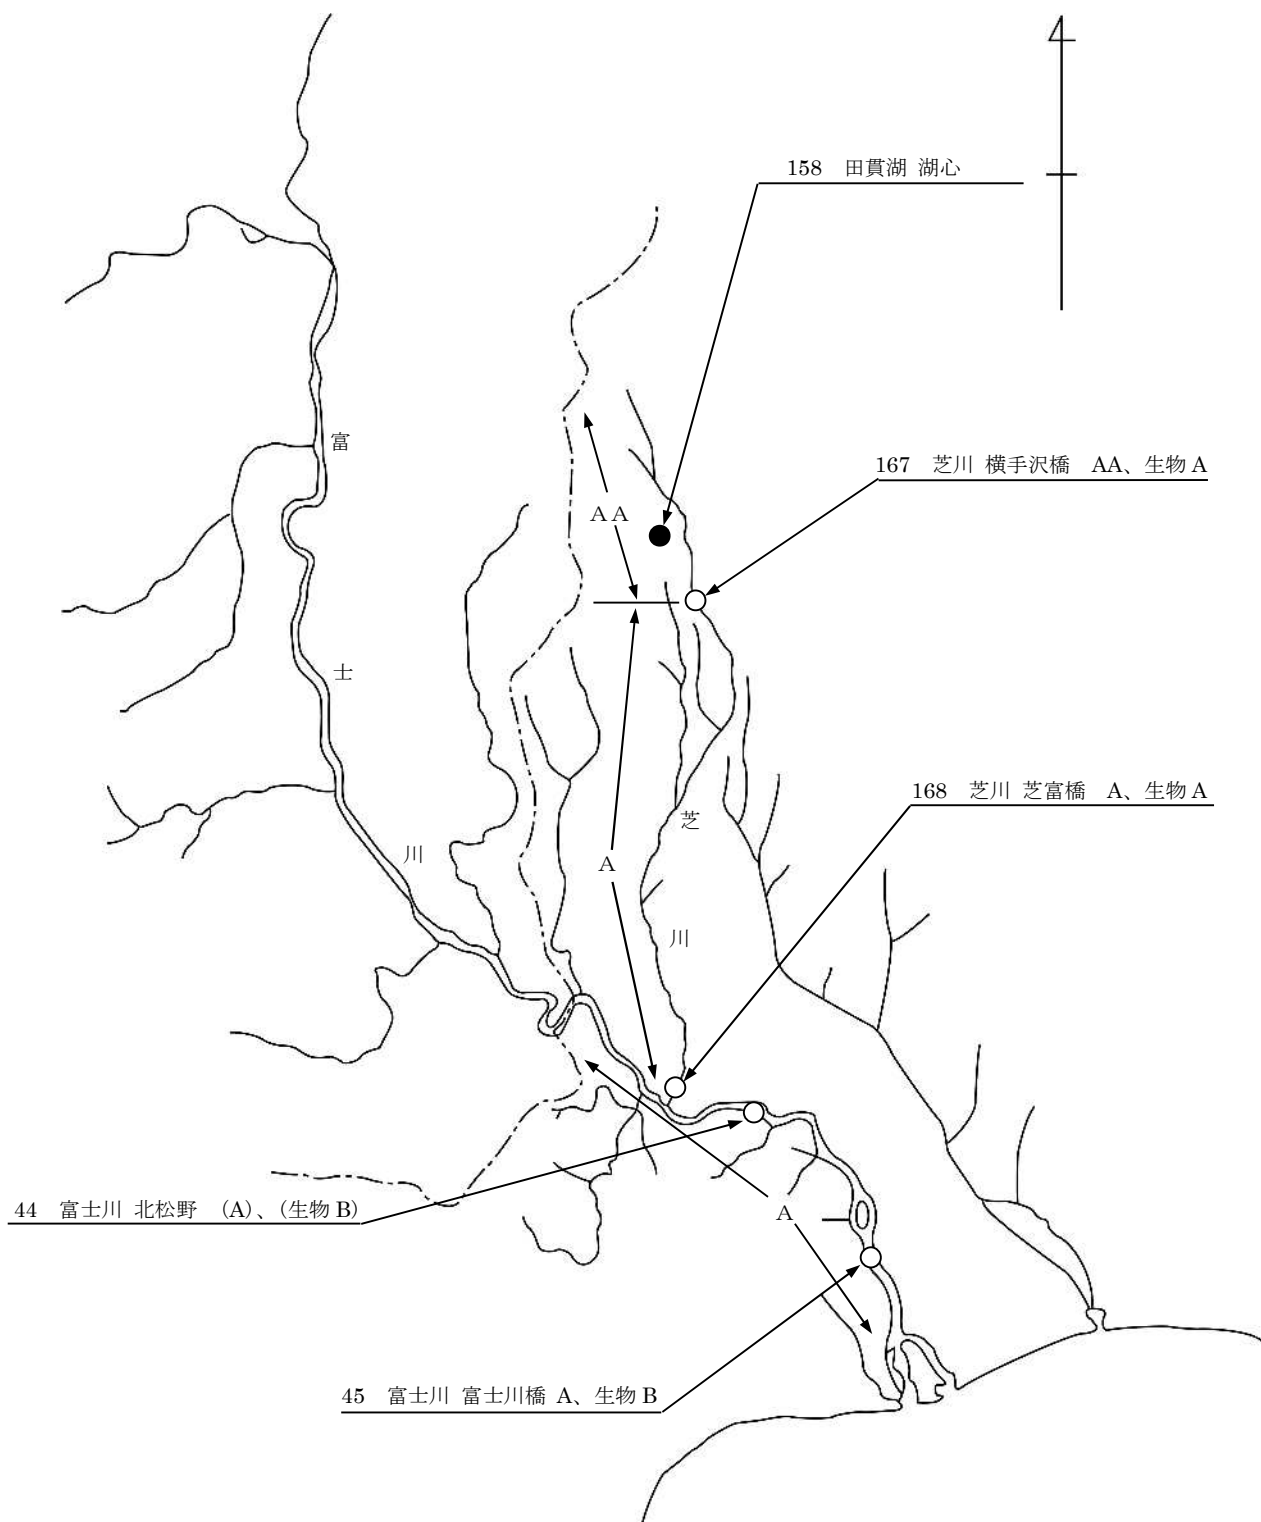 158 田貫湖 湖心
富
167 芝川 横手沢橋 AA、生物 A
AA
士
168 芝川 芝富橋 A、生物 A
芝
川
A
川
44 富士川 北松野 (A)、(生物 B)
A
45 富士川 富士川橋 A、生物 B